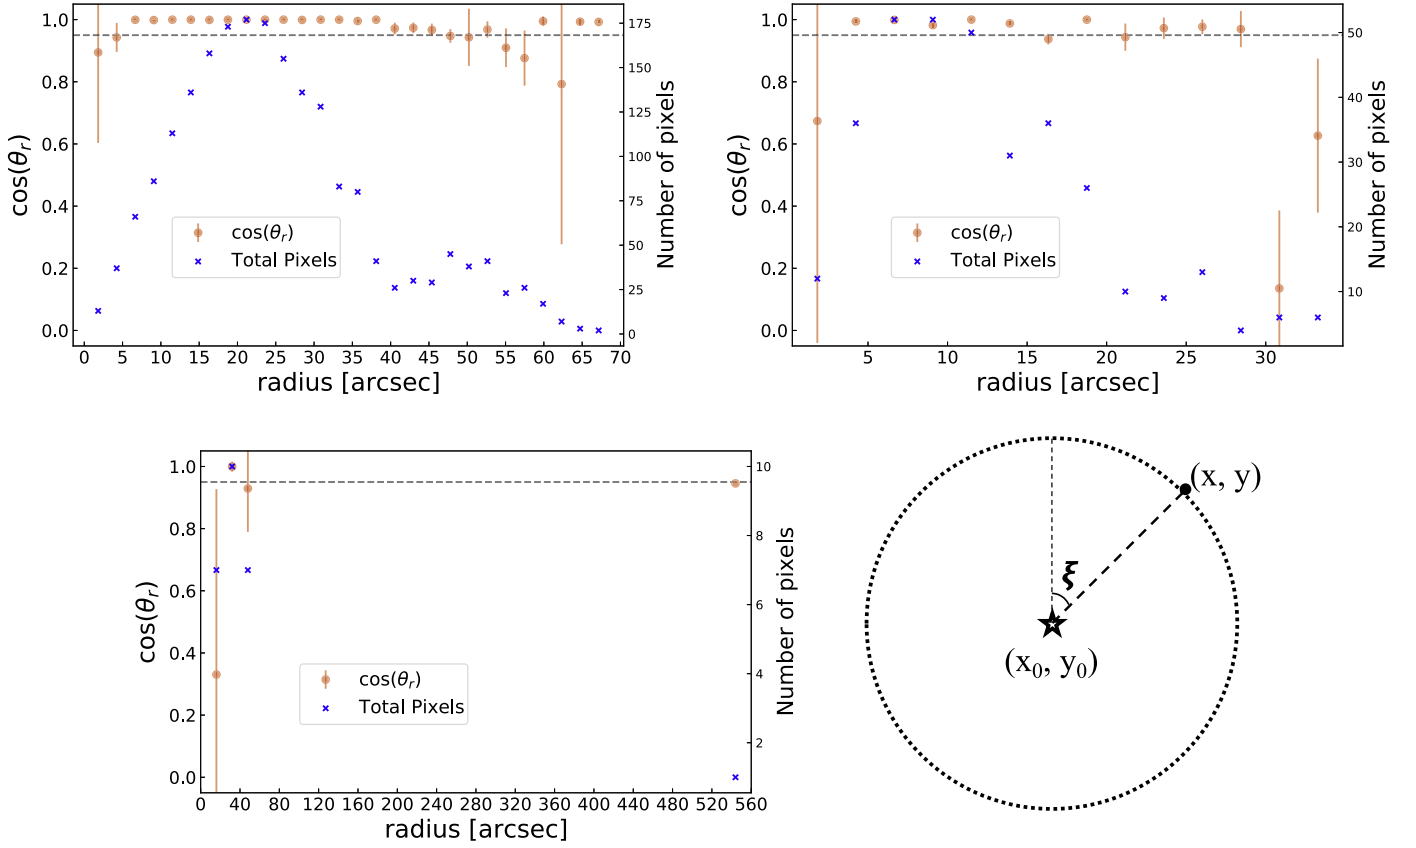 1.0
0.8
0.6
0.4
0.2
0.0
cos(θr)
175
150
125
100
75
50
25
0
Number of pixels
cos(θr)
Total Pixels
0 5 10 15 20 25 30 35 40 45 50 55 60 65 70
radius [arcsec]
1.0
0.8
0.6
0.4
0.2
0.0
cos(θr)
50
40
30
20
10
Number of pixels
cos(θr)
Total Pixels
5 10 15 20 25 30
radius [arcsec]
1.0
0.8
0.6
0.4
0.2
0.0
cos(θr)
10
8
6
4
2
Number of pixels
cos(θr)
Total Pixels
0 40 80 120 160 200 240 280 320 360 400 440 480 520 560
radius [arcsec]
(x, y)
ξ
(x0, y0)